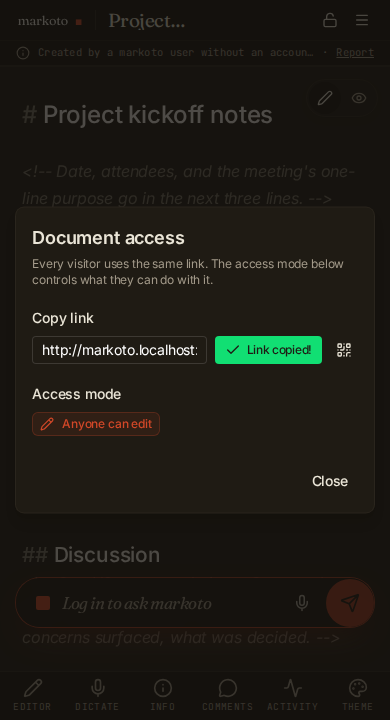 markoto
Project...
Created by a markoto user without an accoun… · Report
# Project kickoff notes
<!-- Date, attendees, and the meeting's one-
line purpose go in the next three lines. -->
Document access
Every visitor uses the same link. The access mode below
controls what they can do with it.
Copy link
http://markoto.localhost:
Link copied!
Access mode
Anyone can edit
Close
## Discussion
Log in to ask markoto
concerns surfaced, what was decided. -->
EDITOR
DICTATE
INFO
COMMENTS
ACTIVITY
THEME